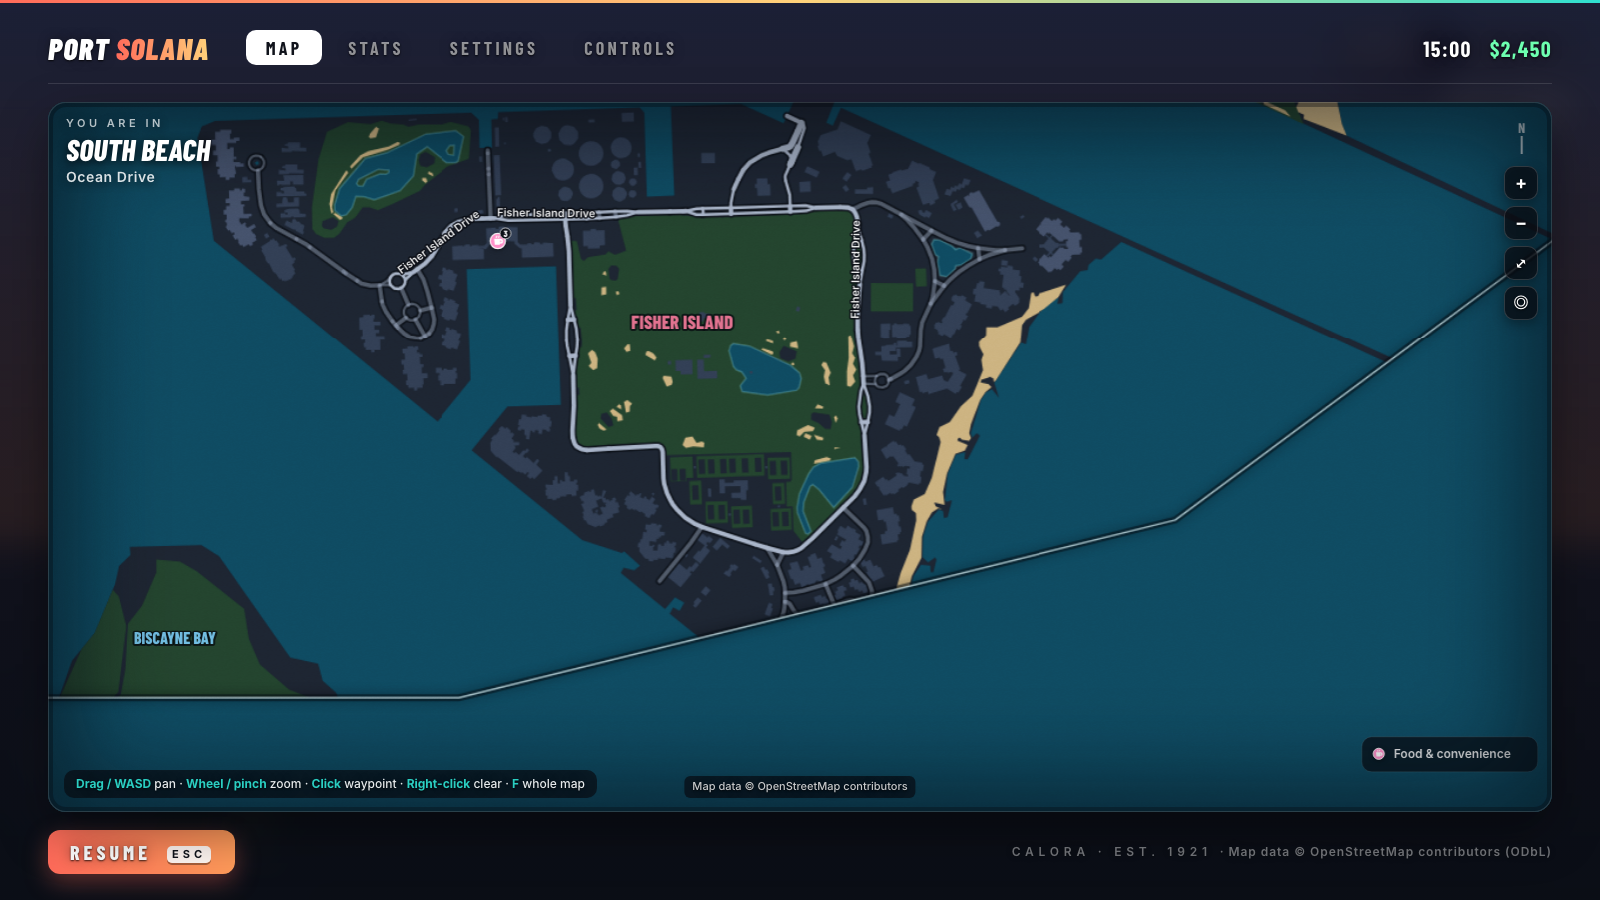 PORT SOLANA
MAP
STATS
SETTINGS
CONTROLS
15:00
$2,450
YOU ARE IN
SOUTH BEACH
Ocean Drive
N
+
−
Fisher Island Drive
Fisher Island Drive
Fisher Island Drive
3
FISHER ISLAND
BISCAYNE BAY
Food & convenience
Drag / WASD pan · Wheel / pinch zoom · Click waypoint · Right-click clear · F whole map
Map data © OpenStreetMap contributors
RESUME ESC
CALORA · EST. 1921 · Map data © OpenStreetMap contributors (ODbL)